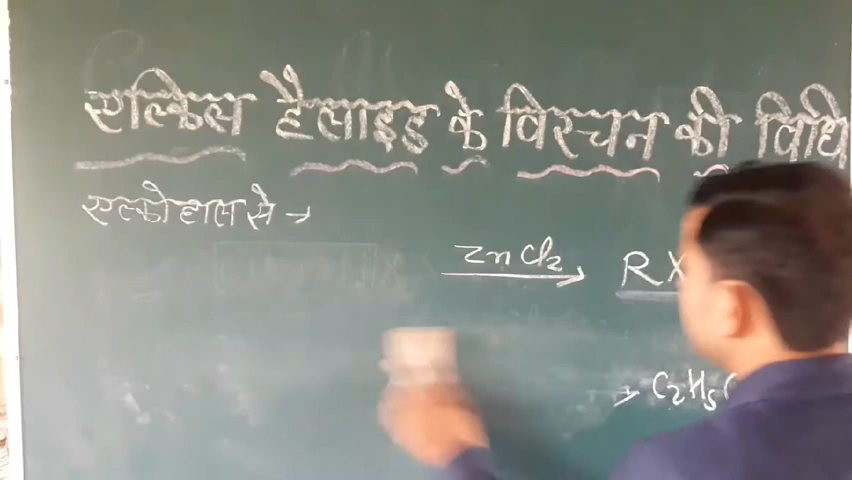 एल्किल हैलाइड के विरचन की विधि
एल्कोहाल से →
ZnCl2 → RX
→ C2H5